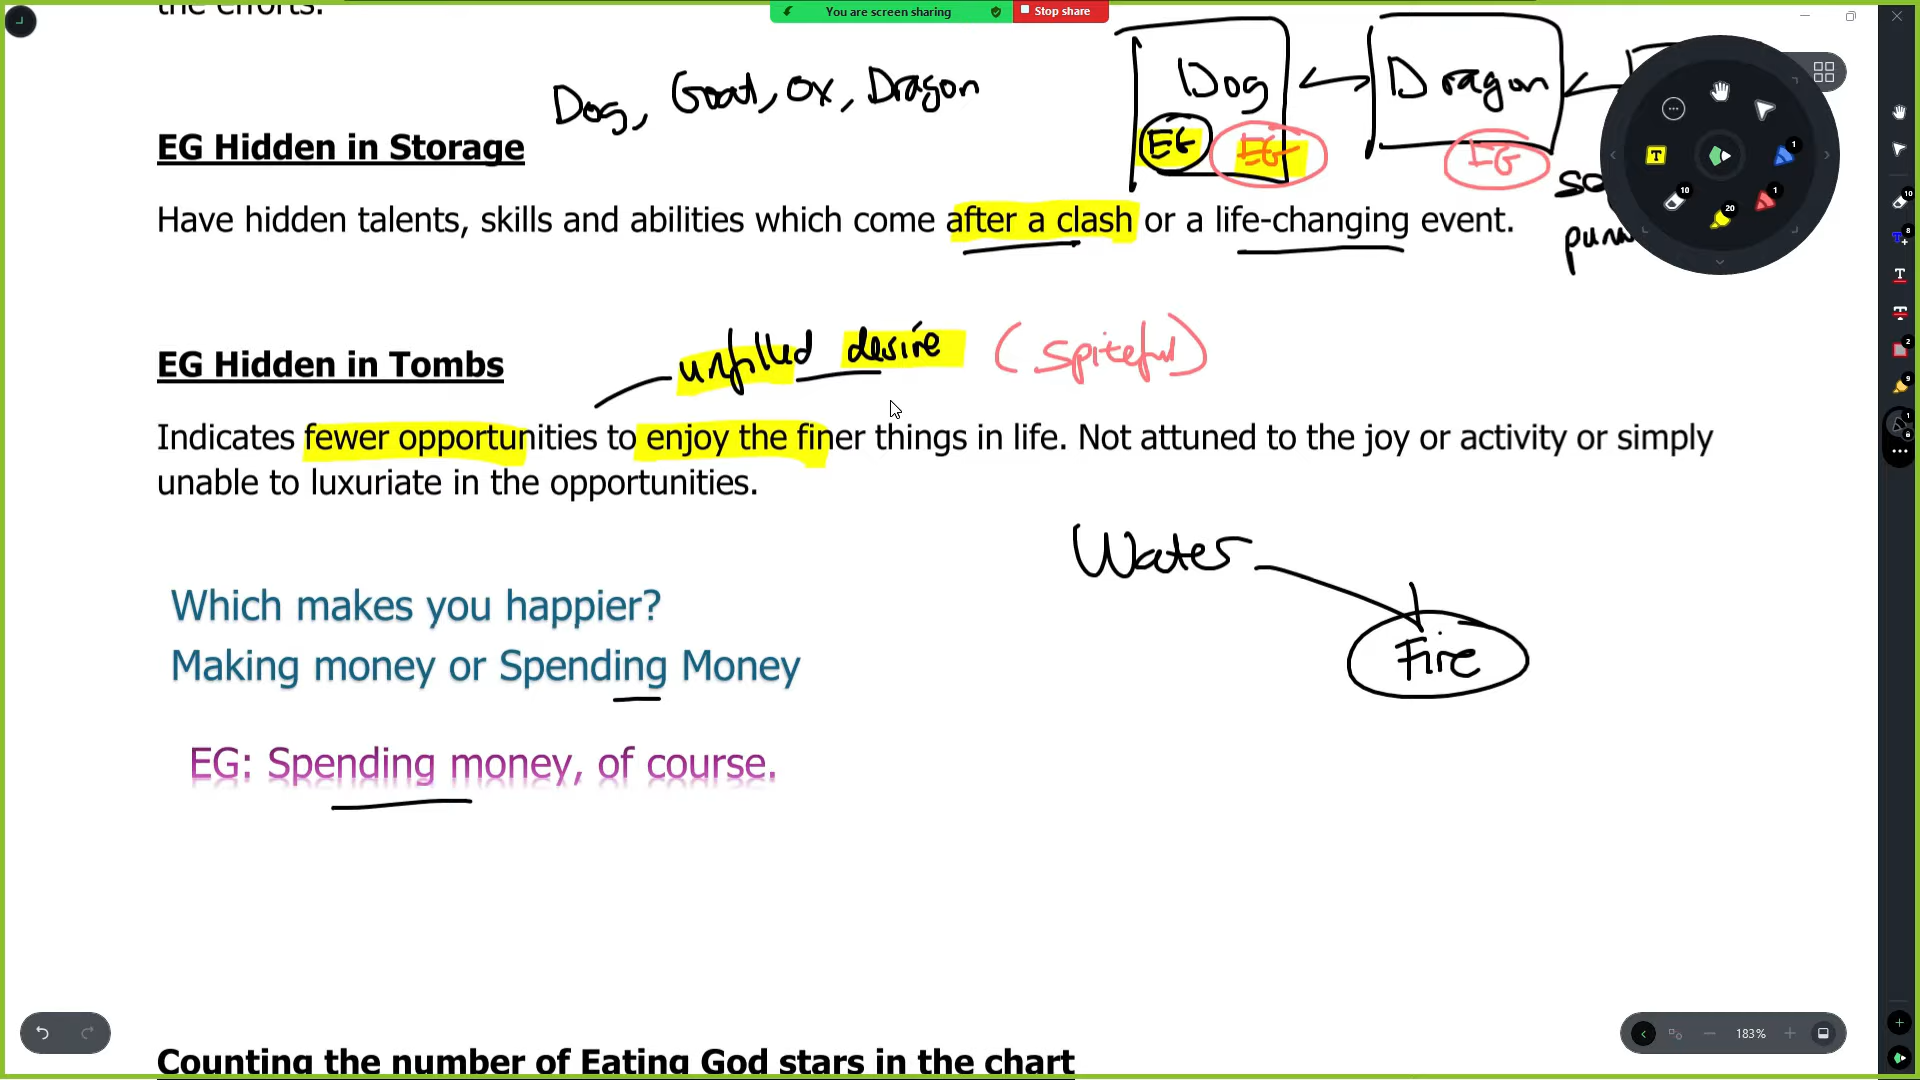 the efforts.
You are screen sharing
Stop share
Dog, Goat, Ox, Dragon
Dog
Dragon
EG Hidden in Storage
EG
EG
EG
Have hidden talents, skills and abilities which come after a clash or a life-changing event.
unfilled desire (Spiteful)
EG Hidden in Tombs
Indicates fewer opportunities to enjoy the finer things in life. Not attuned to the joy or activity or simply
unable to luxuriate in the opportunities.
Water
Fire
Which makes you happier?
Making money or Spending Money
EG: Spending money, of course.
183%
Counting the number of Eating God stars in the chart